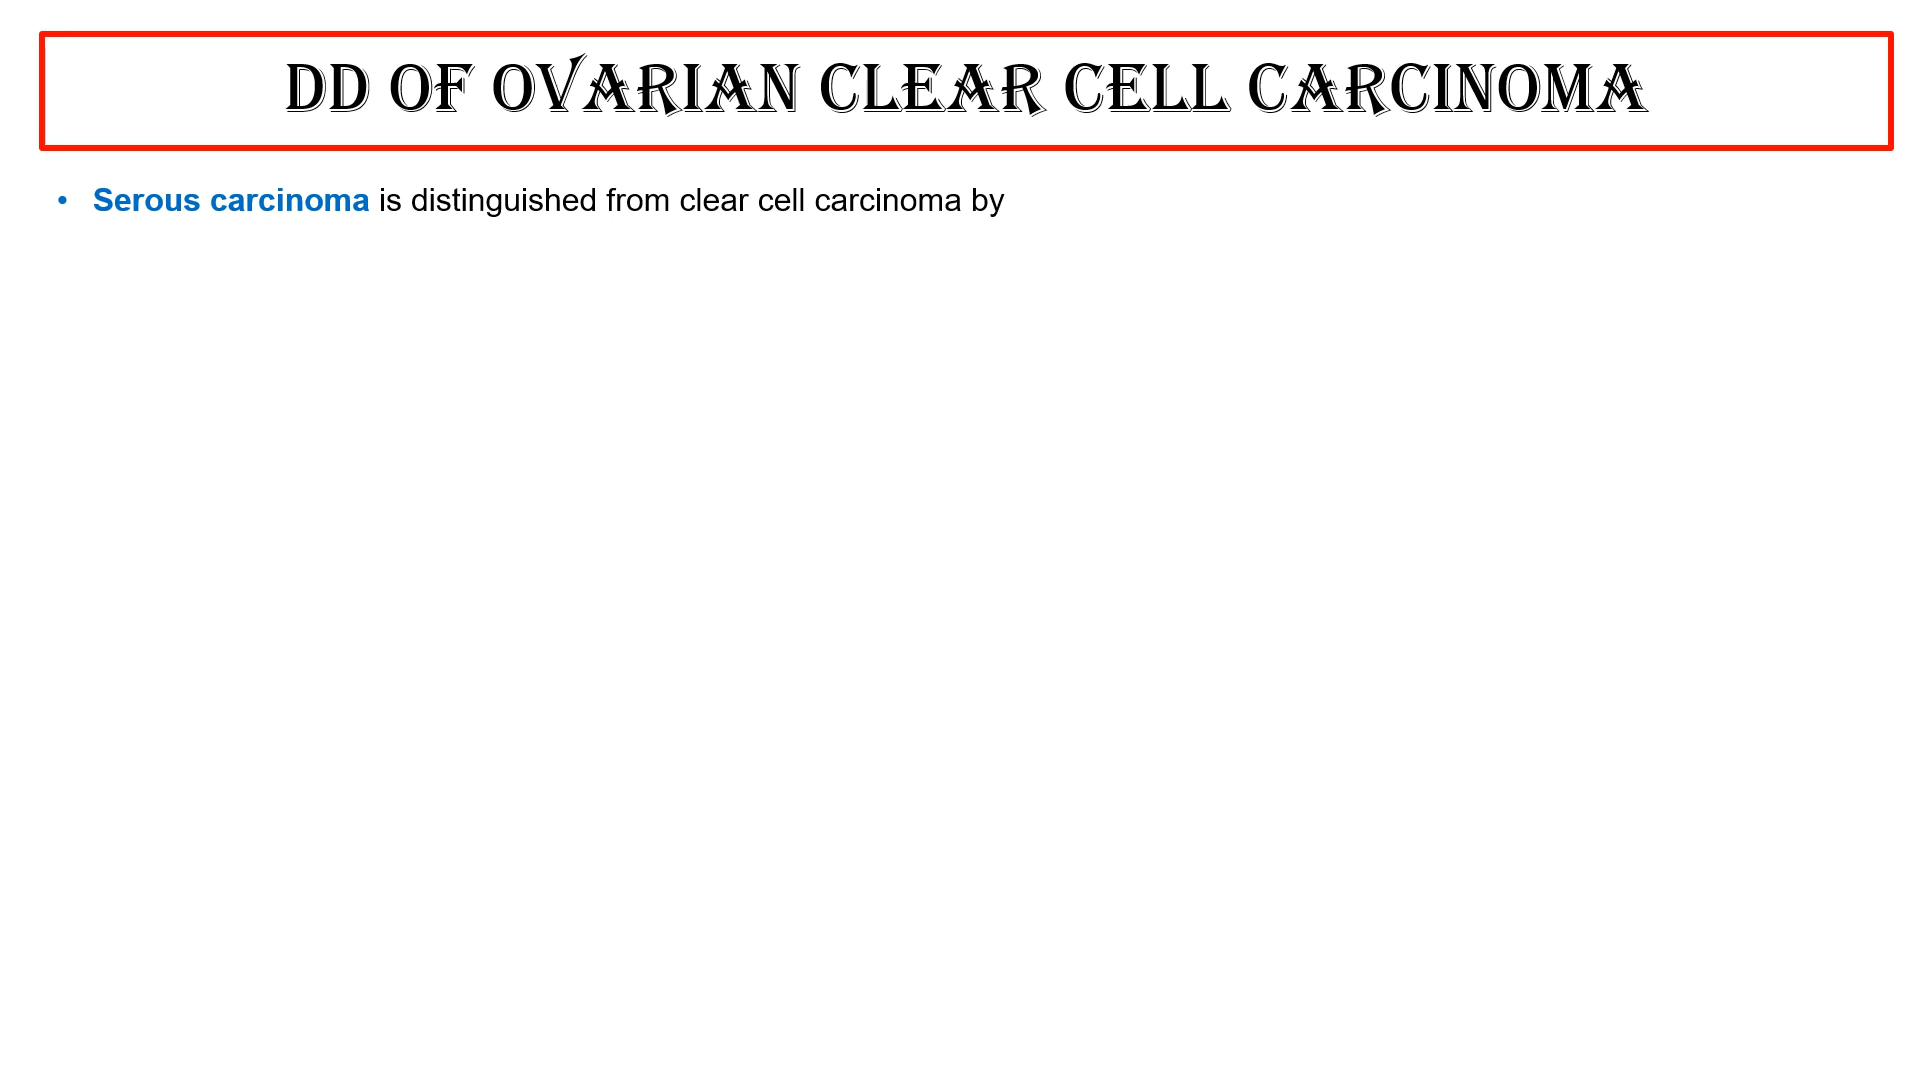 DD OF OVARIAN CLEAR CELL CARCINOMA
• Serous carcinoma is distinguished from clear cell carcinoma by